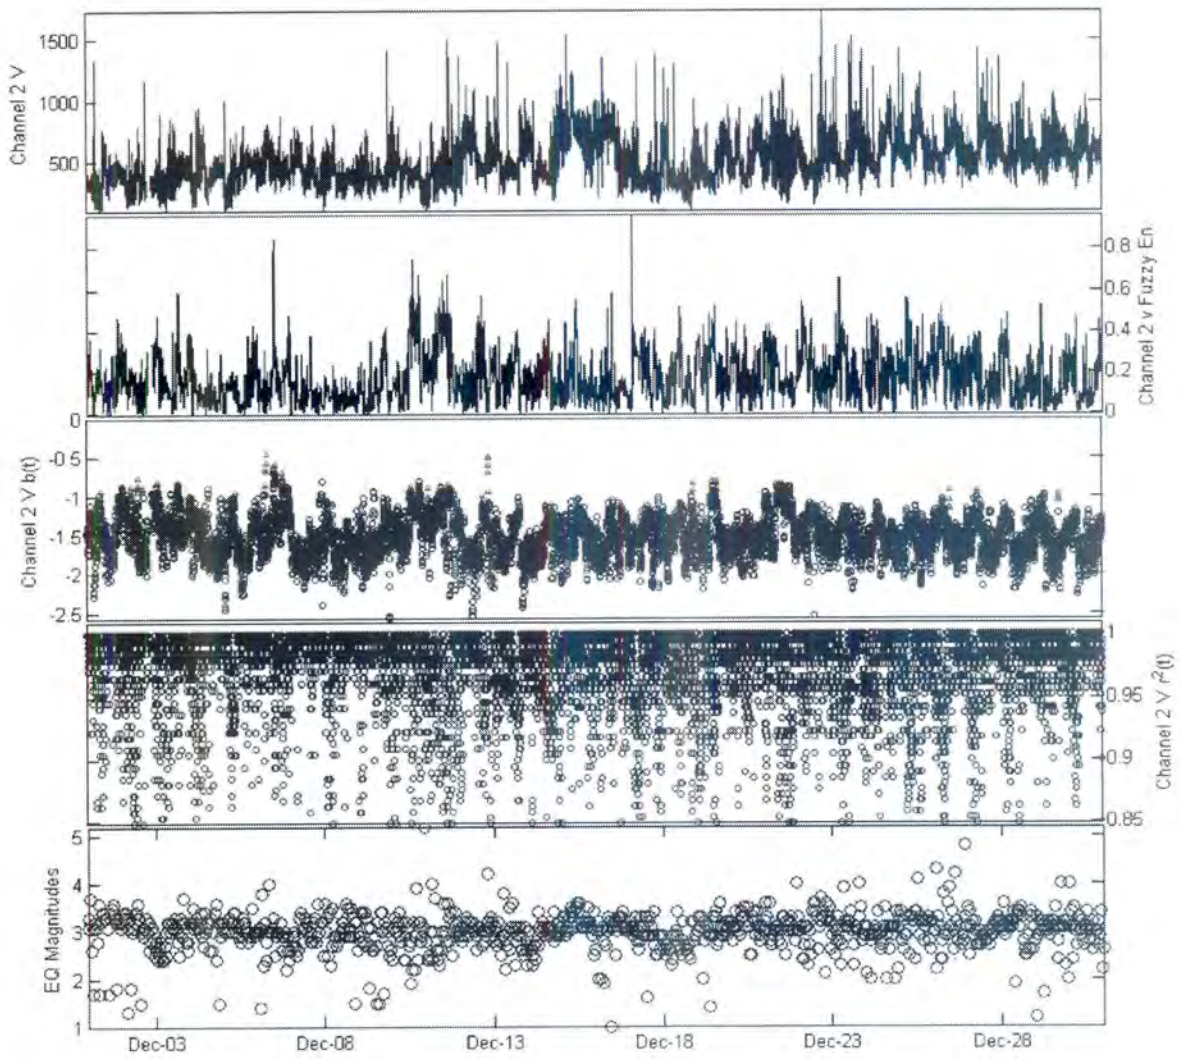 Channel 2 V
1500
1000
500
Channel 2 v Fuzzy En.
0.8
0.6
0.4
0.2
0
Channel 2 V b(t)
0
-0.5
-1
-1.5
-2
-2.5
Channel 2 V r²(t)
1
0.95
0.9
0.85
EQ Magnitudes
5
4
3
2
1
Dec-03
Dec-08
Dec-13
Dec-18
Dec-23
Dec-28